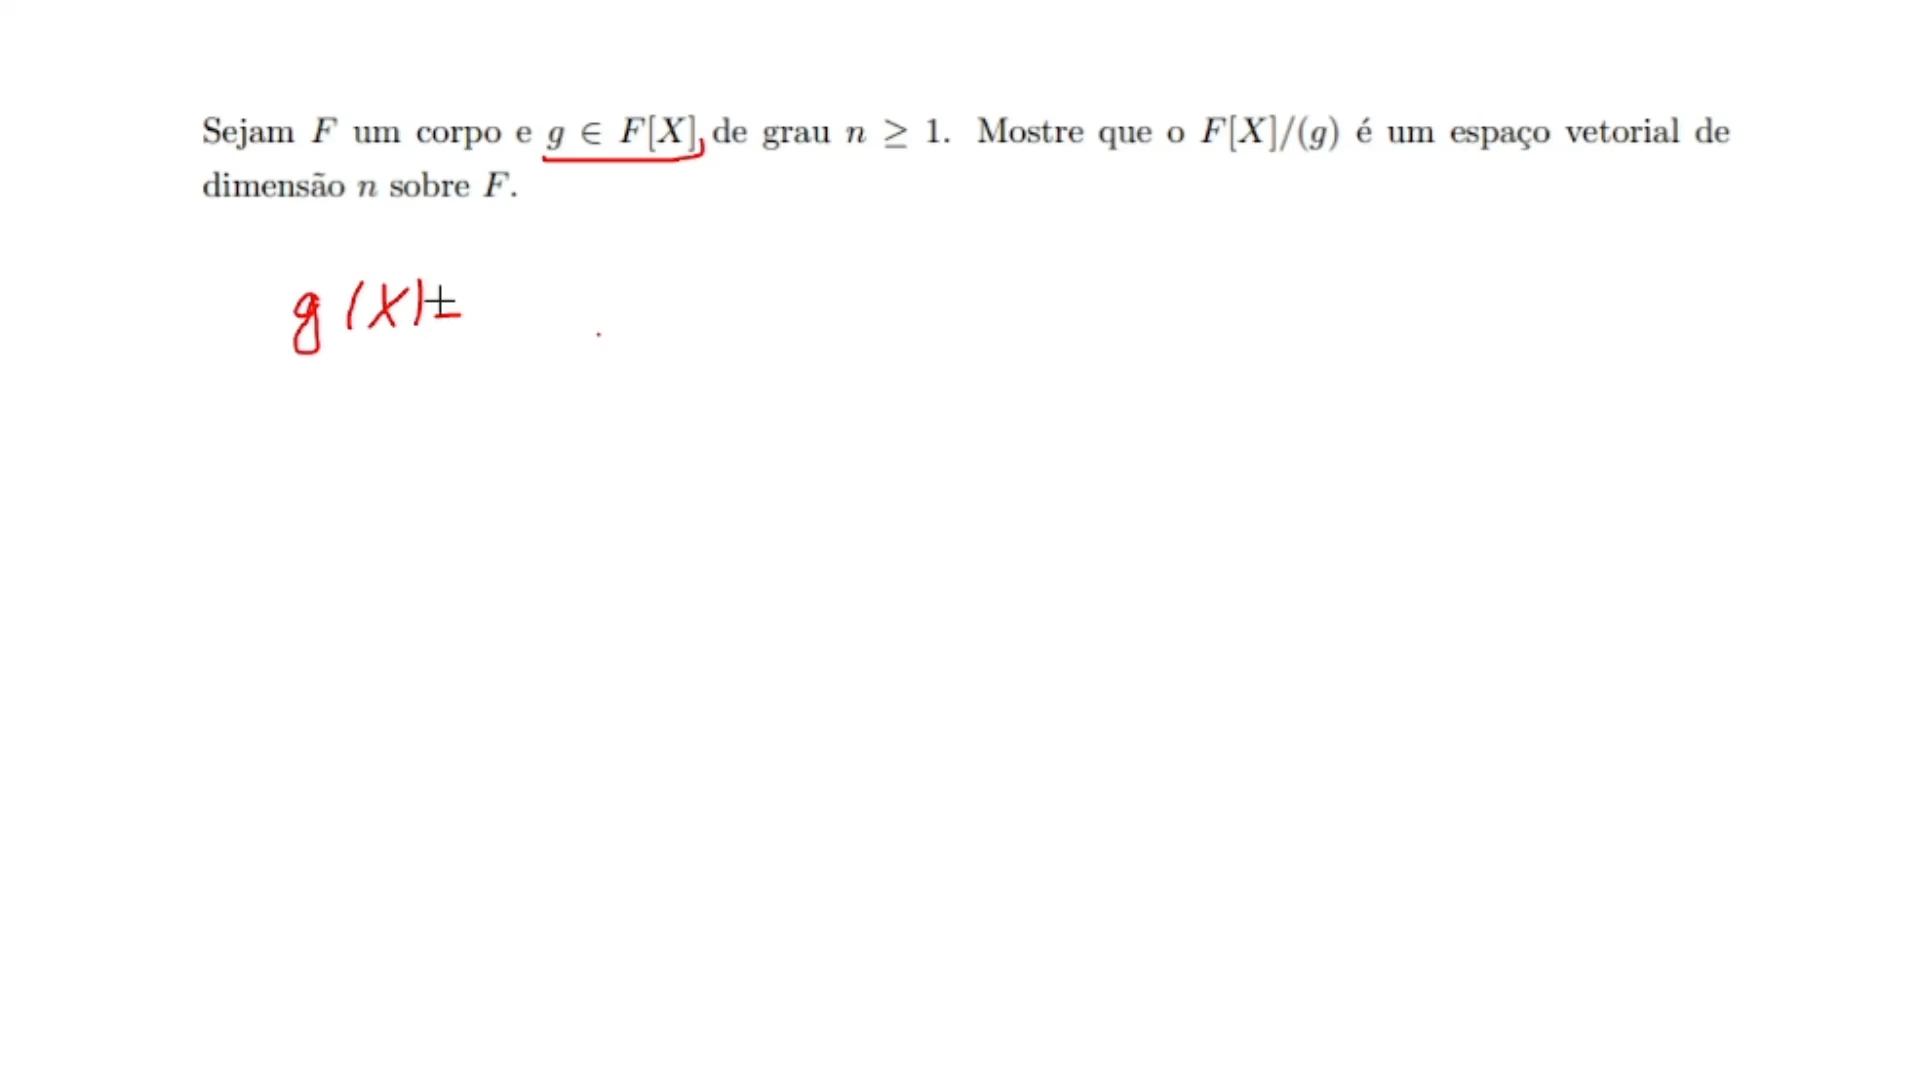 Sejam F um corpo e g ∈ F[X], de grau n ≥ 1. Mostre que o F[X]/(g) é um espaço vetorial de
dimensão n sobre F.
g(X)=